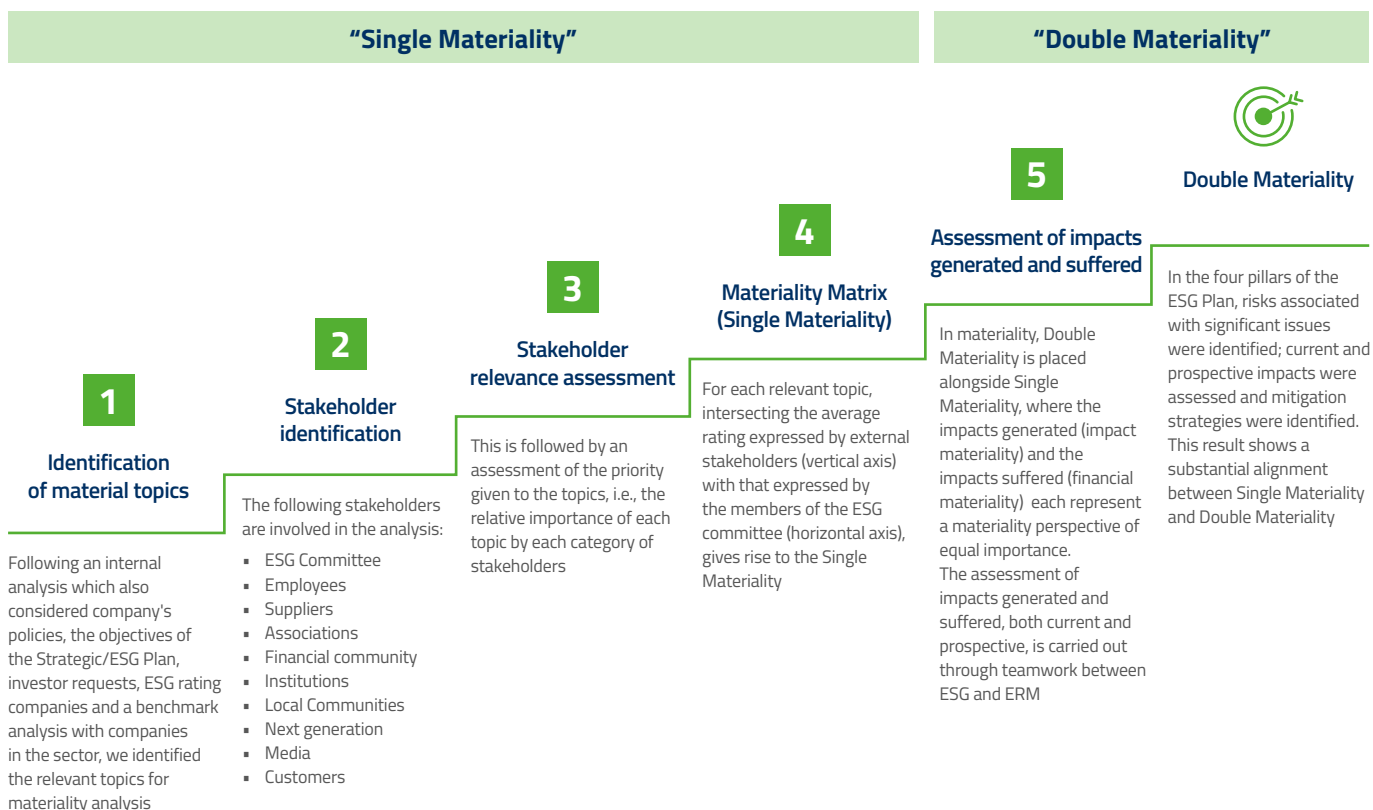 “Single Materiality”
“Double Materiality”
1
Identification
of material topics
Following an internal
analysis which also
considered company's
policies, the objectives of
the Strategic/ESG Plan,
investor requests, ESG rating
companies and a benchmark
analysis with companies
in the sector, we identified
the relevant topics for
materiality analysis
2
Stakeholder
identification
The following stakeholders
are involved in the analysis:
▪ ESG Committee
▪ Employees
▪ Suppliers
▪ Associations
▪ Financial community
▪ Institutions
▪ Local Communities
▪ Next generation
▪ Media
▪ Customers
3
Stakeholder
relevance assessment
This is followed by an
assessment of the priority
given to the topics, i.e., the
relative importance of each
topic by each category of
stakeholders
4
Materiality Matrix
(Single Materiality)
For each relevant topic,
intersecting the average
rating expressed by external
stakeholders (vertical axis)
with that expressed by
the members of the ESG
committee (horizontal axis),
gives rise to the Single
Materiality
5
Assessment of impacts
generated and suffered
In materiality, Double
Materiality is placed
alongside Single
Materiality, where the
impacts generated (impact
materiality) and the
impacts suffered (financial
materiality) each represent
a materiality perspective of
equal importance.
The assessment of
impacts generated and
suffered, both current and
prospective, is carried out
through teamwork between
ESG and ERM
Double Materiality
In the four pillars of the
ESG Plan, risks associated
with significant issues
were identified; current and
prospective impacts were
assessed and mitigation
strategies were identified.
This result shows a
substantial alignment
between Single Materiality
and Double Materiality